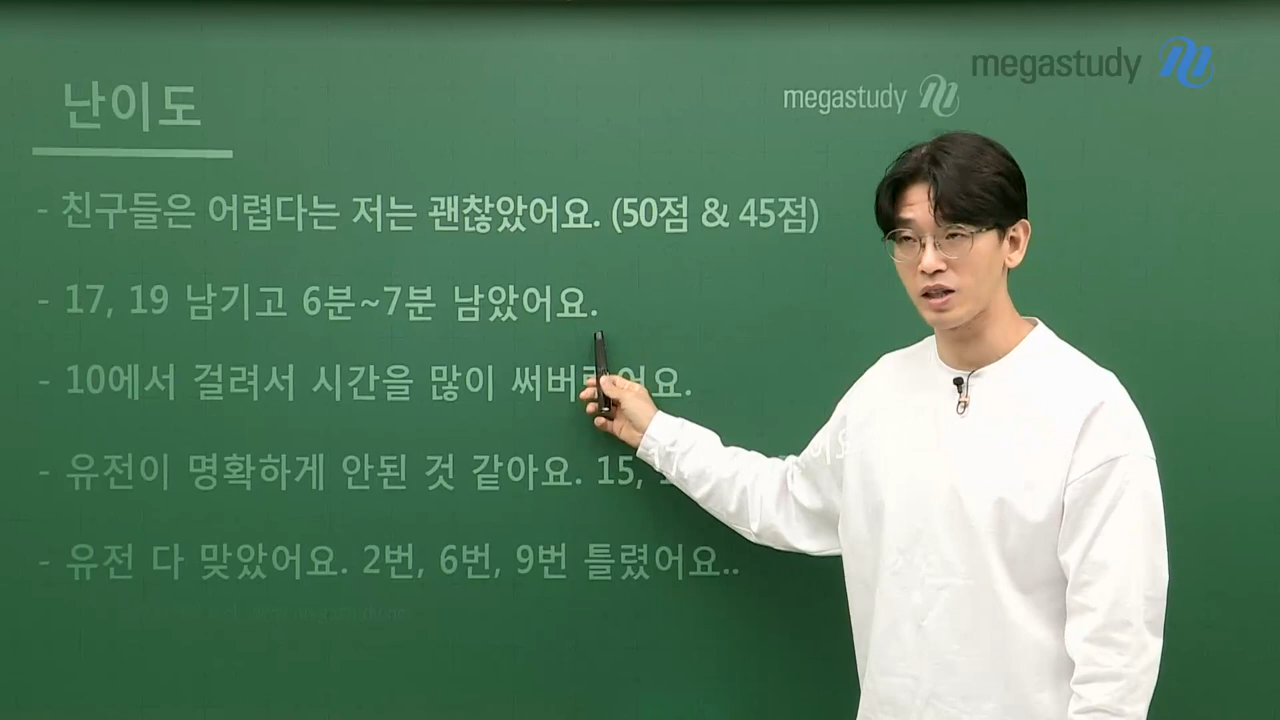 megastudy
megastudy
난이도
- 친구들은 어렵다는 저는 괜찮았어요. (50점 & 45점)
- 17, 19 남기고 6분~7분 남았어요.
- 10에서 걸려서 시간을 많이
- 유전이 명확하게 안된 것 같아요. 15,
- 유전 다 맞았어요. 2번, 6번, 9번 틀렸어요..